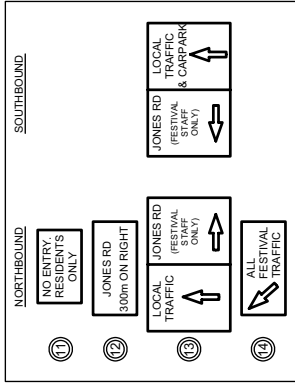 NORTHBOUND
SOUTHBOUND
11
NO ENTRY.
RESIDENTS
ONLY
12
JONES RD
300m ON RIGHT
13
LOCAL
TRAFFIC
JONES RD
(FESTIVAL
STAFF
ONLY)
JONES RD
(FESTIVAL
STAFF
ONLY)
LOCAL
TRAFFIC
& CARPARK
14
ALL
FESTIVAL
TRAFFIC